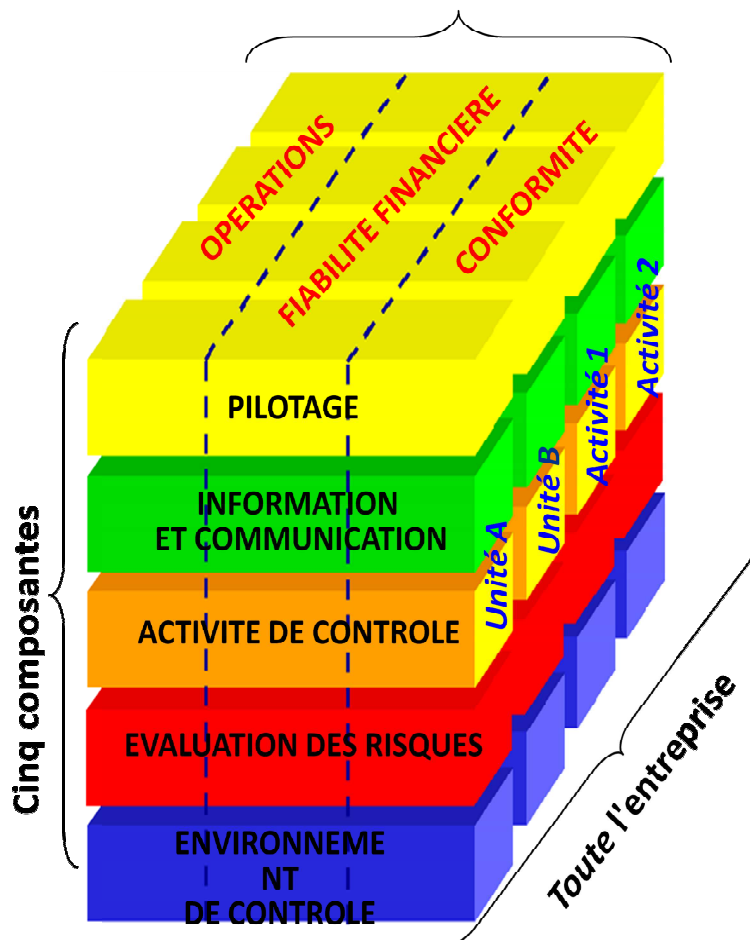 OPERATIONS
FIABILITE FINANCIERE
CONFORMITE
PILOTAGE
INFORMATION
ET COMMUNICATION
ACTIVITE DE CONTROLE
EVALUATION DES RISQUES
ENVIRONNEME
NT
DE CONTROLE
Unité A
Unité B
Activité 1
Activité 2
Cinq composantes
Toute l'entreprise